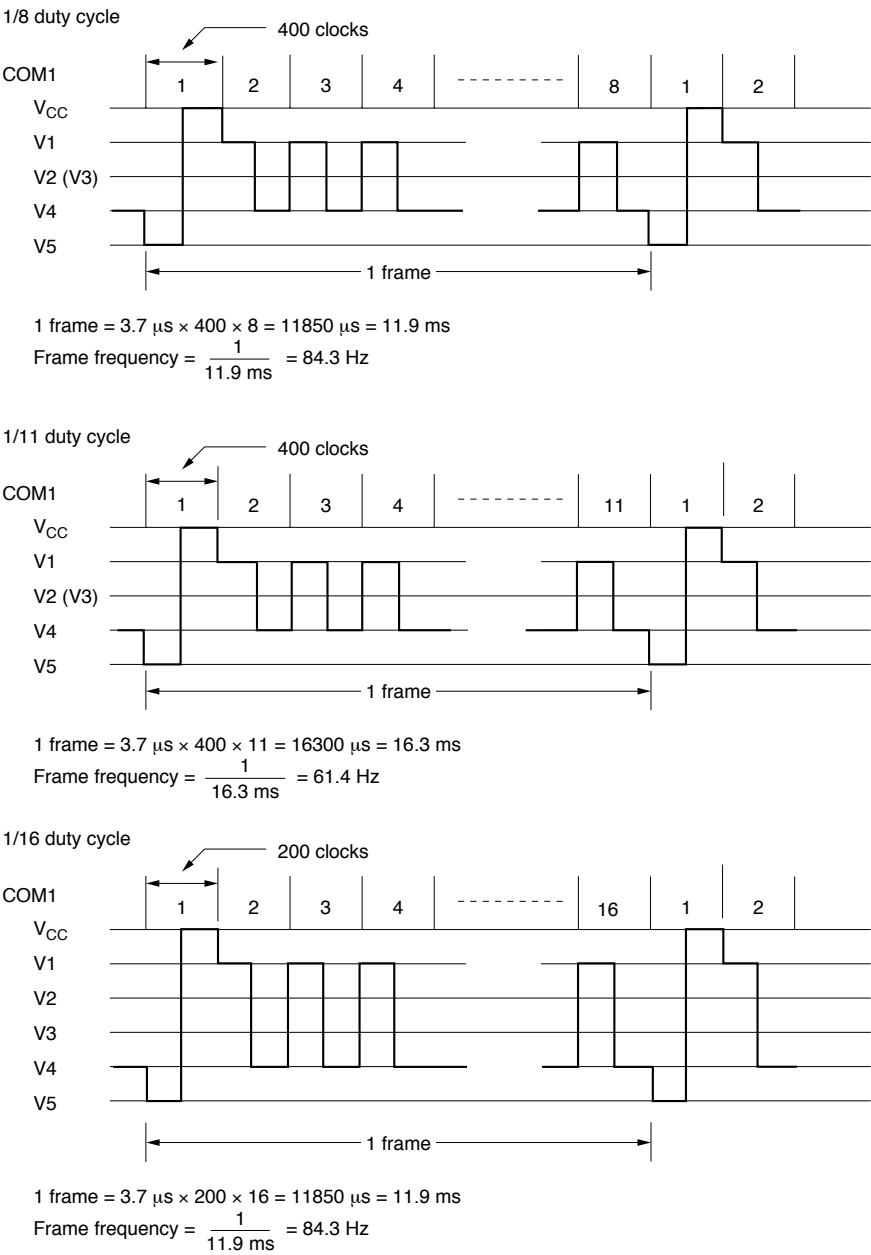 1/8 duty cycle
400 clocks
COM1
1 2 3 4 8 1 2
VCC
V1
V2 (V3)
V4
V5
1 frame
1 frame = 3.7 μs × 400 × 8 = 11850 μs = 11.9 ms
Frame frequency = 1 / 11.9 ms = 84.3 Hz
1/11 duty cycle
400 clocks
COM1
1 2 3 4 11 1 2
VCC
V1
V2 (V3)
V4
V5
1 frame
1 frame = 3.7 μs × 400 × 11 = 16300 μs = 16.3 ms
Frame frequency = 1 / 16.3 ms = 61.4 Hz
1/16 duty cycle
200 clocks
COM1
1 2 3 4 16 1 2
VCC
V1
V2
V3
V4
V5
1 frame
1 frame = 3.7 μs × 200 × 16 = 11850 μs = 11.9 ms
Frame frequency = 1 / 11.9 ms = 84.3 Hz